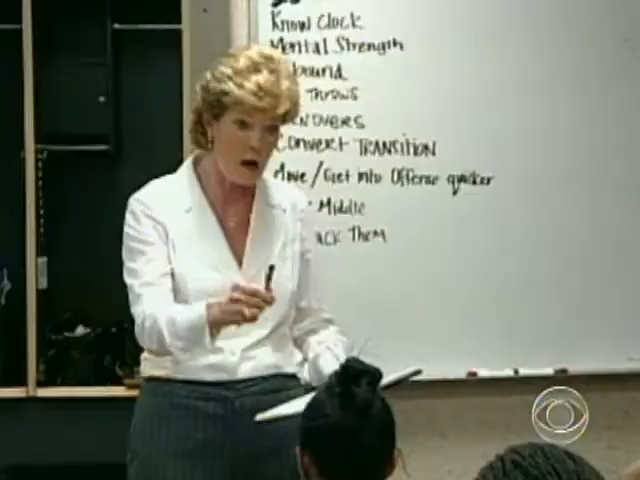 Know Clock
Mental Strength
bound
Throws
NOVERS
Convert TRANSITION
Move/Get into Offense quicker
Middle
ACK Them